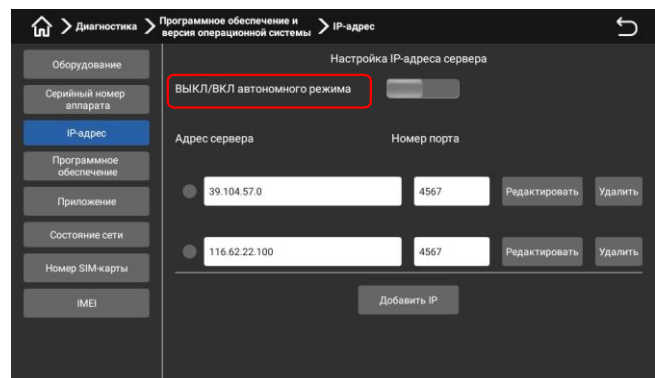 Диагностика
Программное обеспечение и
версия операционной системы
IP-адрес
Оборудование
Серийный номер
аппарата
IP-адрес
Программное
обеспечение
Приложение
Состояние сети
Номер SIM-карты
IMEI
Настройка IP-адреса сервера
ВЫКЛ/ВКЛ автономного режима
Адрес сервера Номер порта
39.104.57.0 4567 Редактировать Удалить
116.62.22.100 4567 Редактировать Удалить
Добавить IP